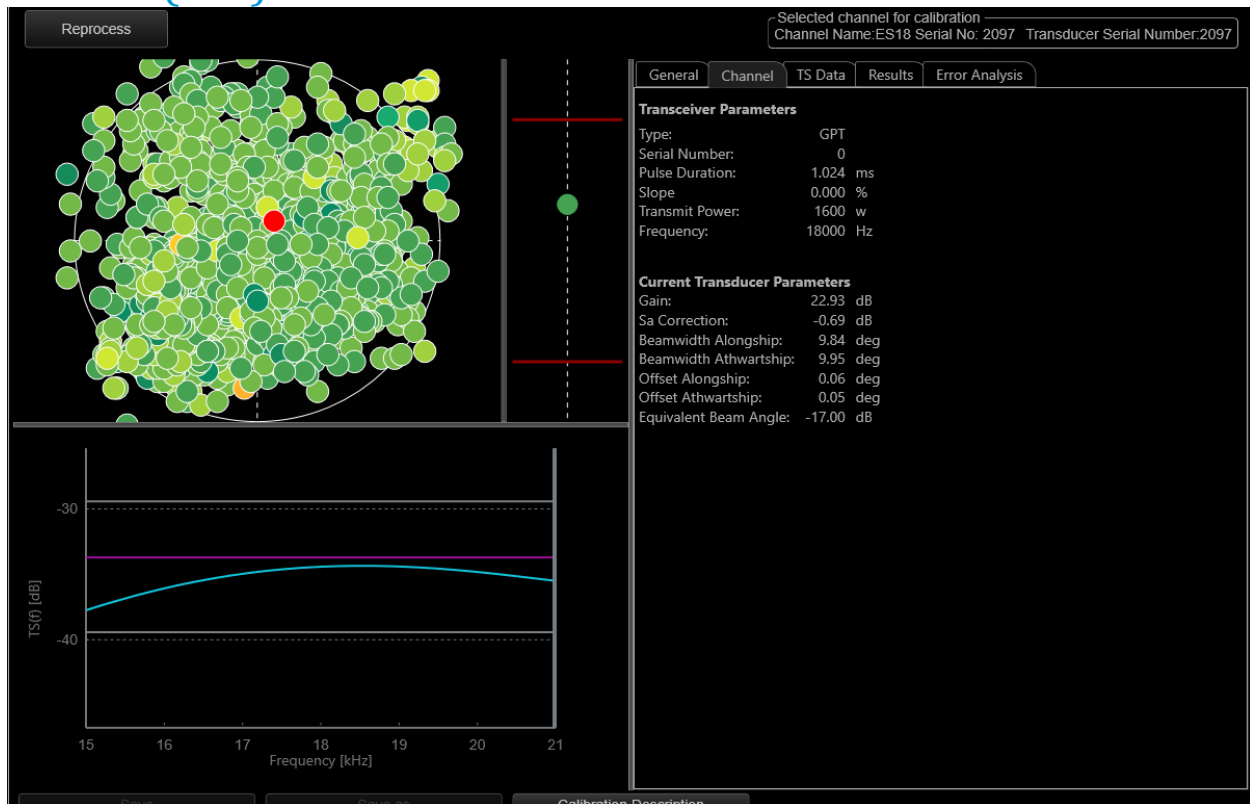 Reprocess
Selected channel for calibration
Channel Name:ES18 Serial No: 2097 Transducer Serial Number:2097
General Channel TS Data Results Error Analysis
Transceiver Parameters
Type: GPT
Serial Number: 0
Pulse Duration: 1.024 ms
Slope 0.000 %
Transmit Power: 1600 w
Frequency: 18000 Hz
Current Transducer Parameters
Gain: 22.93 dB
Sa Correction: -0.69 dB
Beamwidth Alongship: 9.84 deg
Beamwidth Athwartship: 9.95 deg
Offset Alongship: 0.06 deg
Offset Athwartship: 0.05 deg
Equivalent Beam Angle: -17.00 dB
-30
TS(f) [dB]
-40
15 16 17 18 19 20 21
Frequency [kHz]
Save Save as Calibration Description